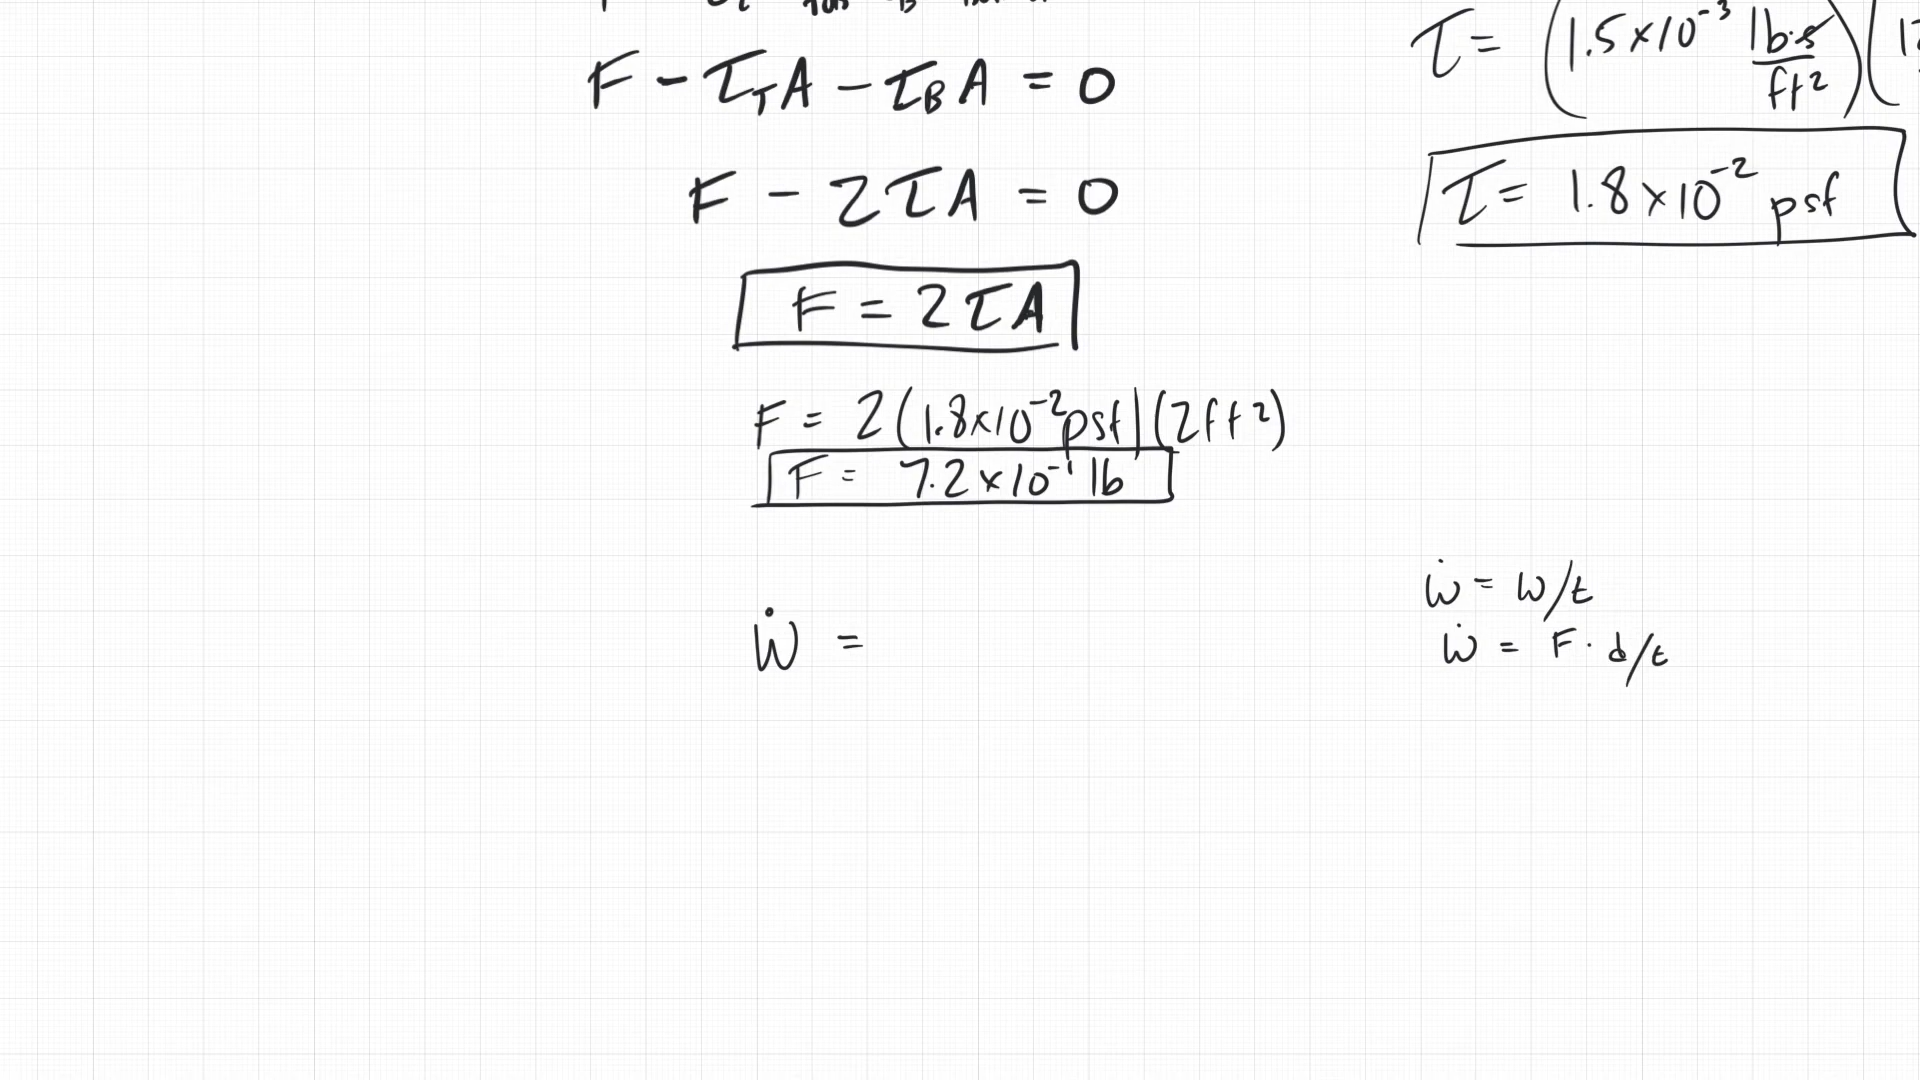 F - τ_T A - τ_B A = 0
F - 2τA = 0
F = 2τA
F = 2(1.8×10⁻² psf)(2ft²)
F = 7.2×10⁻¹ lb
Ẇ =
τ = (1.5×10⁻³ lb·s/ft²)(
τ = 1.8×10⁻² psf
ẇ = w/t
ẇ = F · d/t